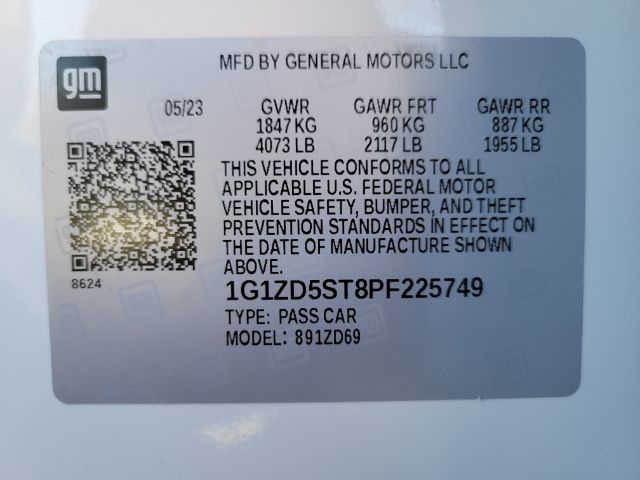 gm
MFD BY GENERAL MOTORS LLC
05/23 GVWR GAWR FRT GAWR RR
1847 KG 960 KG 887 KG
4073 LB 2117 LB 1955 LB
THIS VEHICLE CONFORMS TO ALL
APPLICABLE U.S. FEDERAL MOTOR
VEHICLE SAFETY, BUMPER, AND THEFT
PREVENTION STANDARDS IN EFFECT ON
THE DATE OF MANUFACTURE SHOWN
ABOVE.
8624
1G1ZD5ST8PF225749
TYPE: PASS CAR
MODEL: 891ZD69